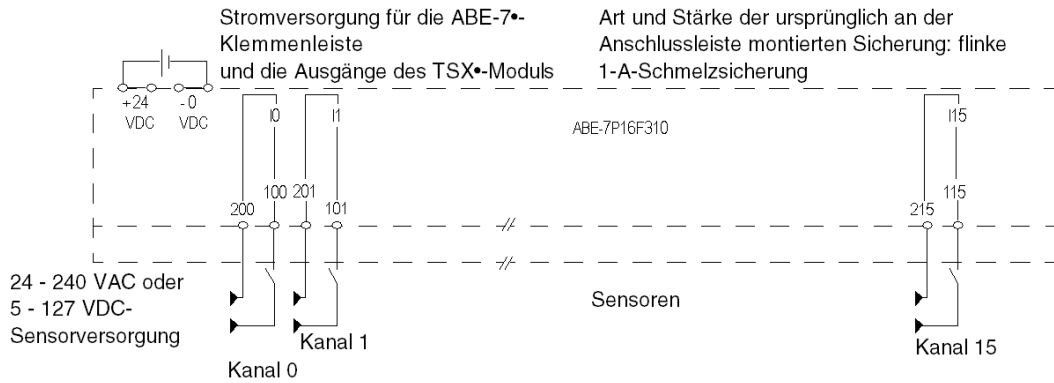 Stromversorgung für die ABE-7•-
Klemmenleiste
und die Ausgänge des TSX•-Moduls
Art und Stärke der ursprünglich an der
Anschlussleiste montierten Sicherung: flinke
1-A-Schmelzsicherung
+24
VDC
- 0
VDC
I0
I1
ABE-7P16F310
I15
200
100
201
101
215
115
24 - 240 VAC oder
5 - 127 VDC-
Sensorversorgung
Sensoren
Kanal 0
Kanal 1
Kanal 15